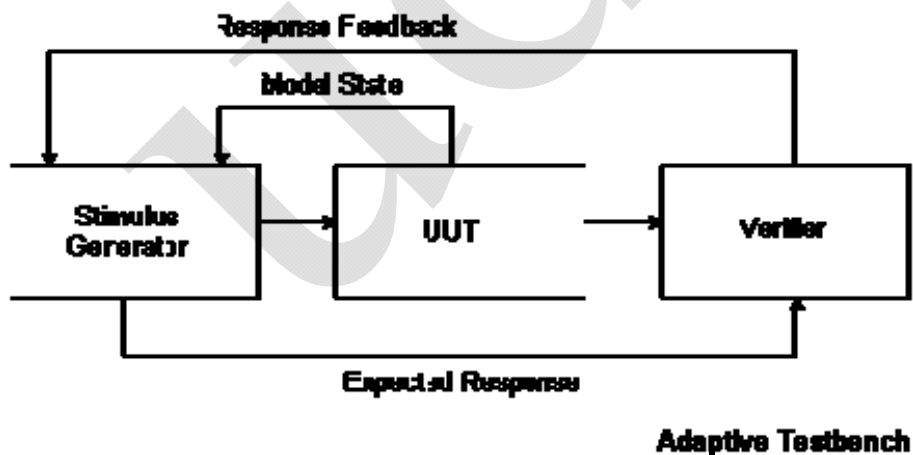 Response Feedback
Model State
Stimulus
Generator
UUT
Verifier
Expected Response
Adaptive Testbench